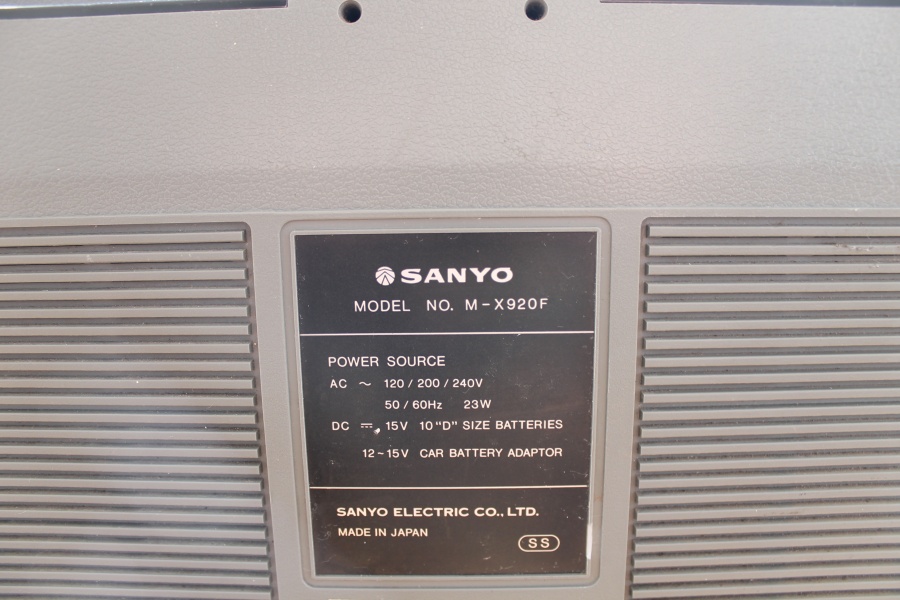 SANYO
MODEL NO. M-X920F
POWER SOURCE
AC ~ 120/200/240V
50/60Hz 23W
DC ⎓ 15V 10"D" SIZE BATTERIES
12~15V CAR BATTERY ADAPTOR
SANYO ELECTRIC CO., LTD.
MADE IN JAPAN
SS